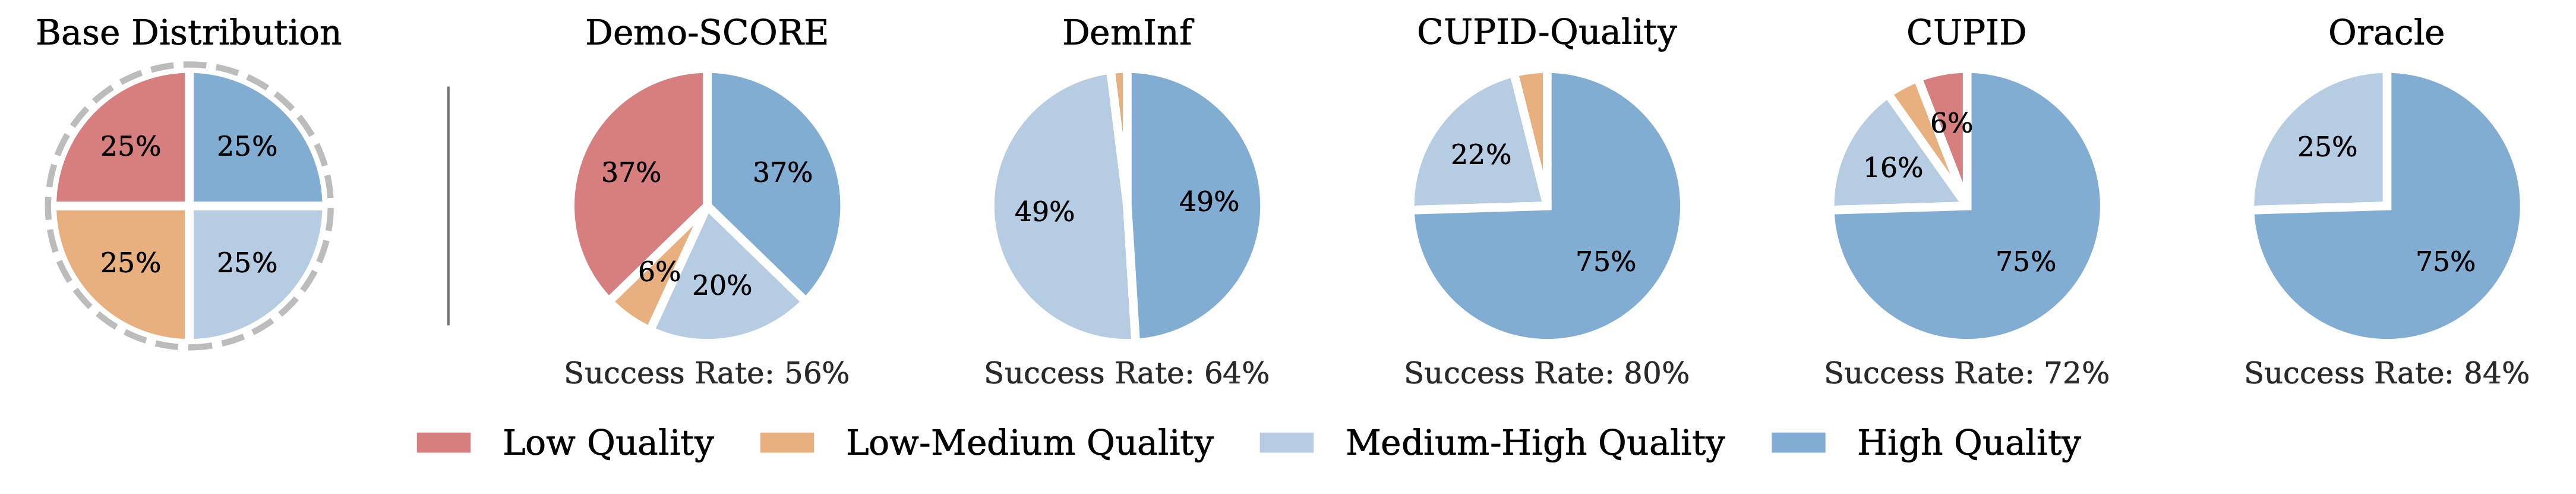 Base Distribution
25%
25%
25%
25%
Demo-SCORE
37%
37%
6%
20%
Success Rate: 56%
DemInf
49%
49%
Success Rate: 64%
CUPID-Quality
22%
75%
Success Rate: 80%
CUPID
6%
16%
75%
Success Rate: 72%
Oracle
25%
75%
Success Rate: 84%
Low Quality
Low-Medium Quality
Medium-High Quality
High Quality